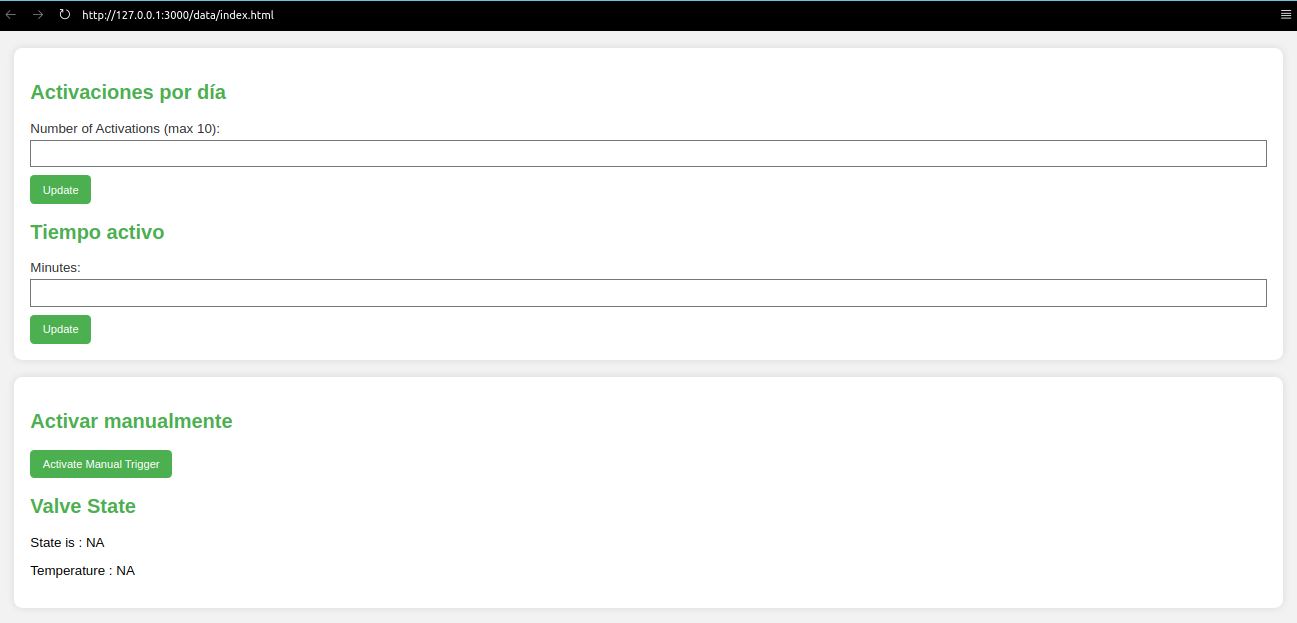 http://127.0.0.1:3000/data/index.html
Activaciones por día
Number of Activations (max 10):
Update
Tiempo activo
Minutes:
Update
Activar manualmente
Activate Manual Trigger
Valve State
State is : NA
Temperature : NA